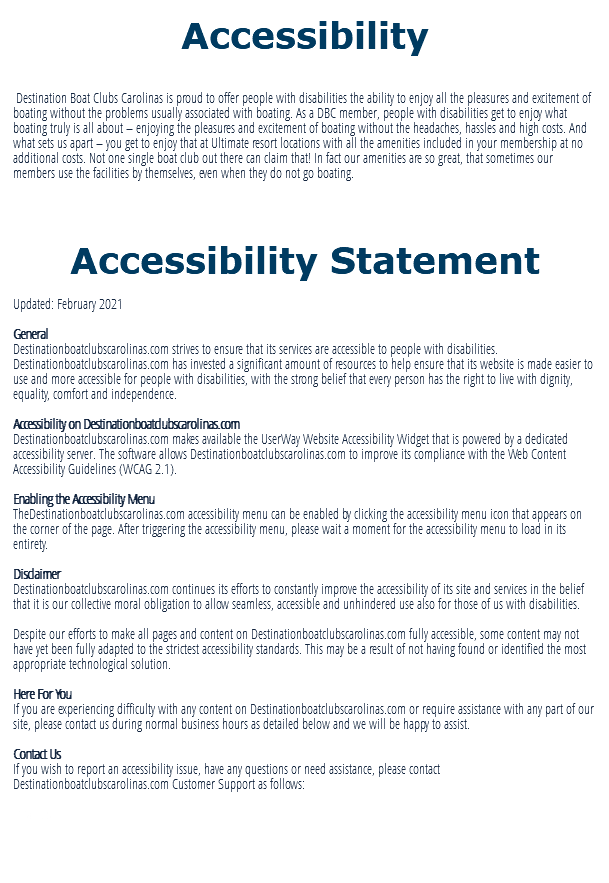 Accessibility
Destination Boat Clubs Carolinas is proud to offer people with disabilities the ability to enjoy all the pleasures and excitement of
boating without the problems usually associated with boating. As a DBC member, people with disabilities get to enjoy what
boating truly is all about – enjoying the pleasures and excitement of boating without the headaches, hassles and high costs. And
what sets us apart – you get to enjoy that at Ultimate resort locations with all the amenities included in your membership at no
additional costs. Not one single boat club out there can claim that! In fact our amenities are so great, that sometimes our
members use the facilities by themselves, even when they do not go boating.
Accessibility Statement
Updated: February 2021
General
Destinationboatclubscarolinas.com strives to ensure that its services are accessible to people with disabilities.
Destinationboatclubscarolinas.com has invested a significant amount of resources to help ensure that its website is made easier to
use and more accessible for people with disabilities, with the strong belief that every person has the right to live with dignity,
equality, comfort and independence.
Accessibility on Destinationboatclubscarolinas.com
Destinationboatclubscarolinas.com makes available the UserWay Website Accessibility Widget that is powered by a dedicated
accessibility server. The software allows Destinationboatclubscarolinas.com to improve its compliance with the Web Content
Accessibility Guidelines (WCAG 2.1).
Enabling the Accessibility Menu
TheDestinationboatclubscarolinas.com accessibility menu can be enabled by clicking the accessibility menu icon that appears on
the corner of the page. After triggering the accessibility menu, please wait a moment for the accessibility menu to load in its
entirety.
Disclaimer
Destinationboatclubscarolinas.com continues its efforts to constantly improve the accessibility of its site and services in the belief
that it is our collective moral obligation to allow seamless, accessible and unhindered use also for those of us with disabilities.
Despite our efforts to make all pages and content on Destinationboatclubscarolinas.com fully accessible, some content may not
have yet been fully adapted to the strictest accessibility standards. This may be a result of not having found or identified the most
appropriate technological solution.
Here For You
If you are experiencing difficulty with any content on Destinationboatclubscarolinas.com or require assistance with any part of our
site, please contact us during normal business hours as detailed below and we will be happy to assist.
Contact Us
If you wish to report an accessibility issue, have any questions or need assistance, please contact
Destinationboatclubscarolinas.com Customer Support as follows: